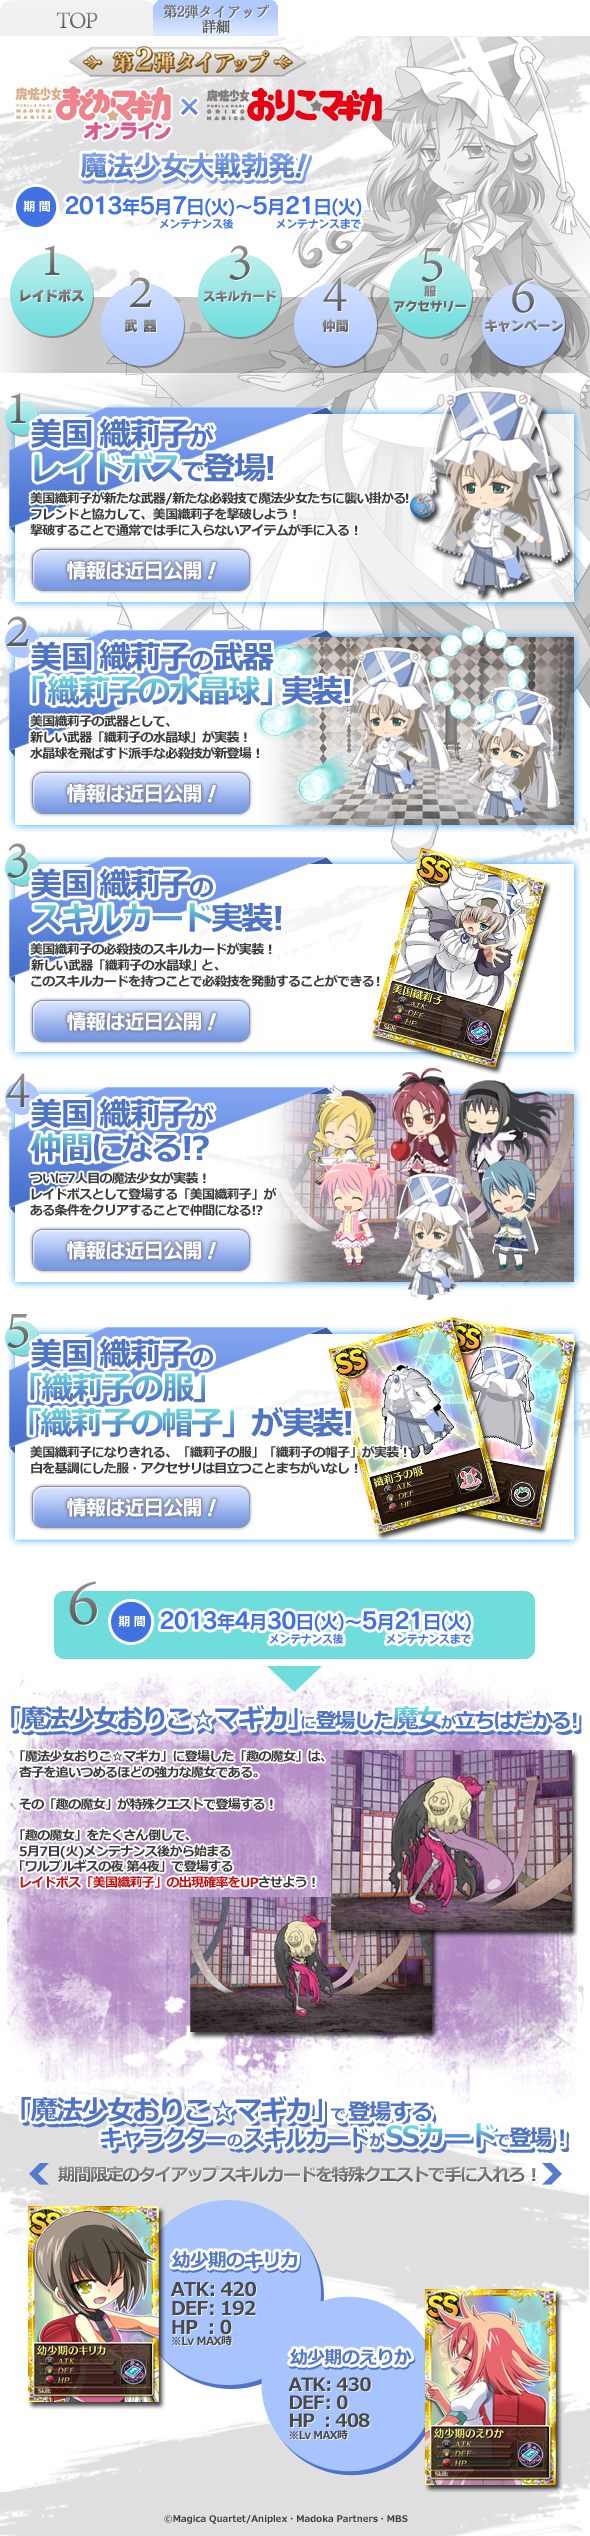 TOP
第2弾タイアップ
詳細
第2弾タイアップ
魔法少女
まどか☆マギカ
PUELLA MAGI
MADOKA
MAGICA
オンライン
×
魔法少女
おりこ☆マギカ
PUELLA MAGI
ORIKO
MAGICA
魔法少女大戦勃発!!
期間
2013年5月7日(火)~5月21日(火)
メンテナンス後
メンテナンスまで
1
レイドボス
2
武器
3
スキルカード
4
仲間
5
服
アクセサリー
6
キャンペーン
1
美国 織莉子が
レイドボスで登場!
美国織莉子が新たな武器/新たな必殺技で魔法少女たちに襲い掛かる!
フレンドと協力して、美国織莉子を撃破しよう!
撃破することで通常では手に入らないアイテムが手に入る!
情報は近日公開!
2
美国 織莉子の武器
「織莉子の水晶球」実装!
美国織莉子の武器として、
新しい武器「織莉子の水晶球」が実装!
水晶球を飛ばすド派手な必殺技が新登場!
情報は近日公開!
3
美国 織莉子の
スキルカード実装!
美国織莉子の必殺技のスキルカードが実装!
新しい武器「織莉子の水晶球」と、
このスキルカードを持つことで必殺技を発動することができる!
情報は近日公開!
SS
美国織莉子
ATK
DEF
HP
Skill:
4
美国 織莉子が
仲間になる!?
ついに7人目の魔法少女が実装!
レイドボスとして登場する「美国織莉子」が
ある条件をクリアすることで仲間になる!?
情報は近日公開!
5
美国 織莉子の
「織莉子の服」
「織莉子の帽子」が実装!
美国織莉子になりきれる、「織莉子の服」「織莉子の帽子」が実装!
白を基調にした服・アクセサリは目立つことまちがいなし!
情報は近日公開!
SS
織莉子の服
ATK
DEF
HP
SS
6
期間
2013年4月30日(火)~5月21日(火)
メンテナンス後
メンテナンスまで
「魔法少女おりこ☆マギカ」に登場した魔女が立ちはだかる!
「魔法少女おりこ☆マギカ」に登場した「趣の魔女」は、
杏子を追いつめるほどの強力な魔女である。
その「趣の魔女」が特殊クエストで登場する!
「趣の魔女」をたくさん倒して、
5月7日(火)メンテナンス後から始まる
「ワルプルギスの夜 第4夜」で登場する
レイドボス「美国織莉子」の出現確率をUPさせよう!
「魔法少女おりこ☆マギカ」で登場する
キャラクターのスキルカードがSSカードで登場!
期間限定のタイアップスキルカードを特殊クエストで手に入れろ!
SS
幼少期のキリカ
ATK
DEF
HP
Skill:
幼少期のキリカ
ATK: 420
DEF: 192
HP : 0
※Lv MAX時
幼少期のえりか
ATK: 430
DEF: 0
HP : 408
※Lv MAX時
SS
幼少期のえりか
ATK
DEF
HP
Skill:
©Magica Quartet/Aniplex・Madoka Partners・MBS